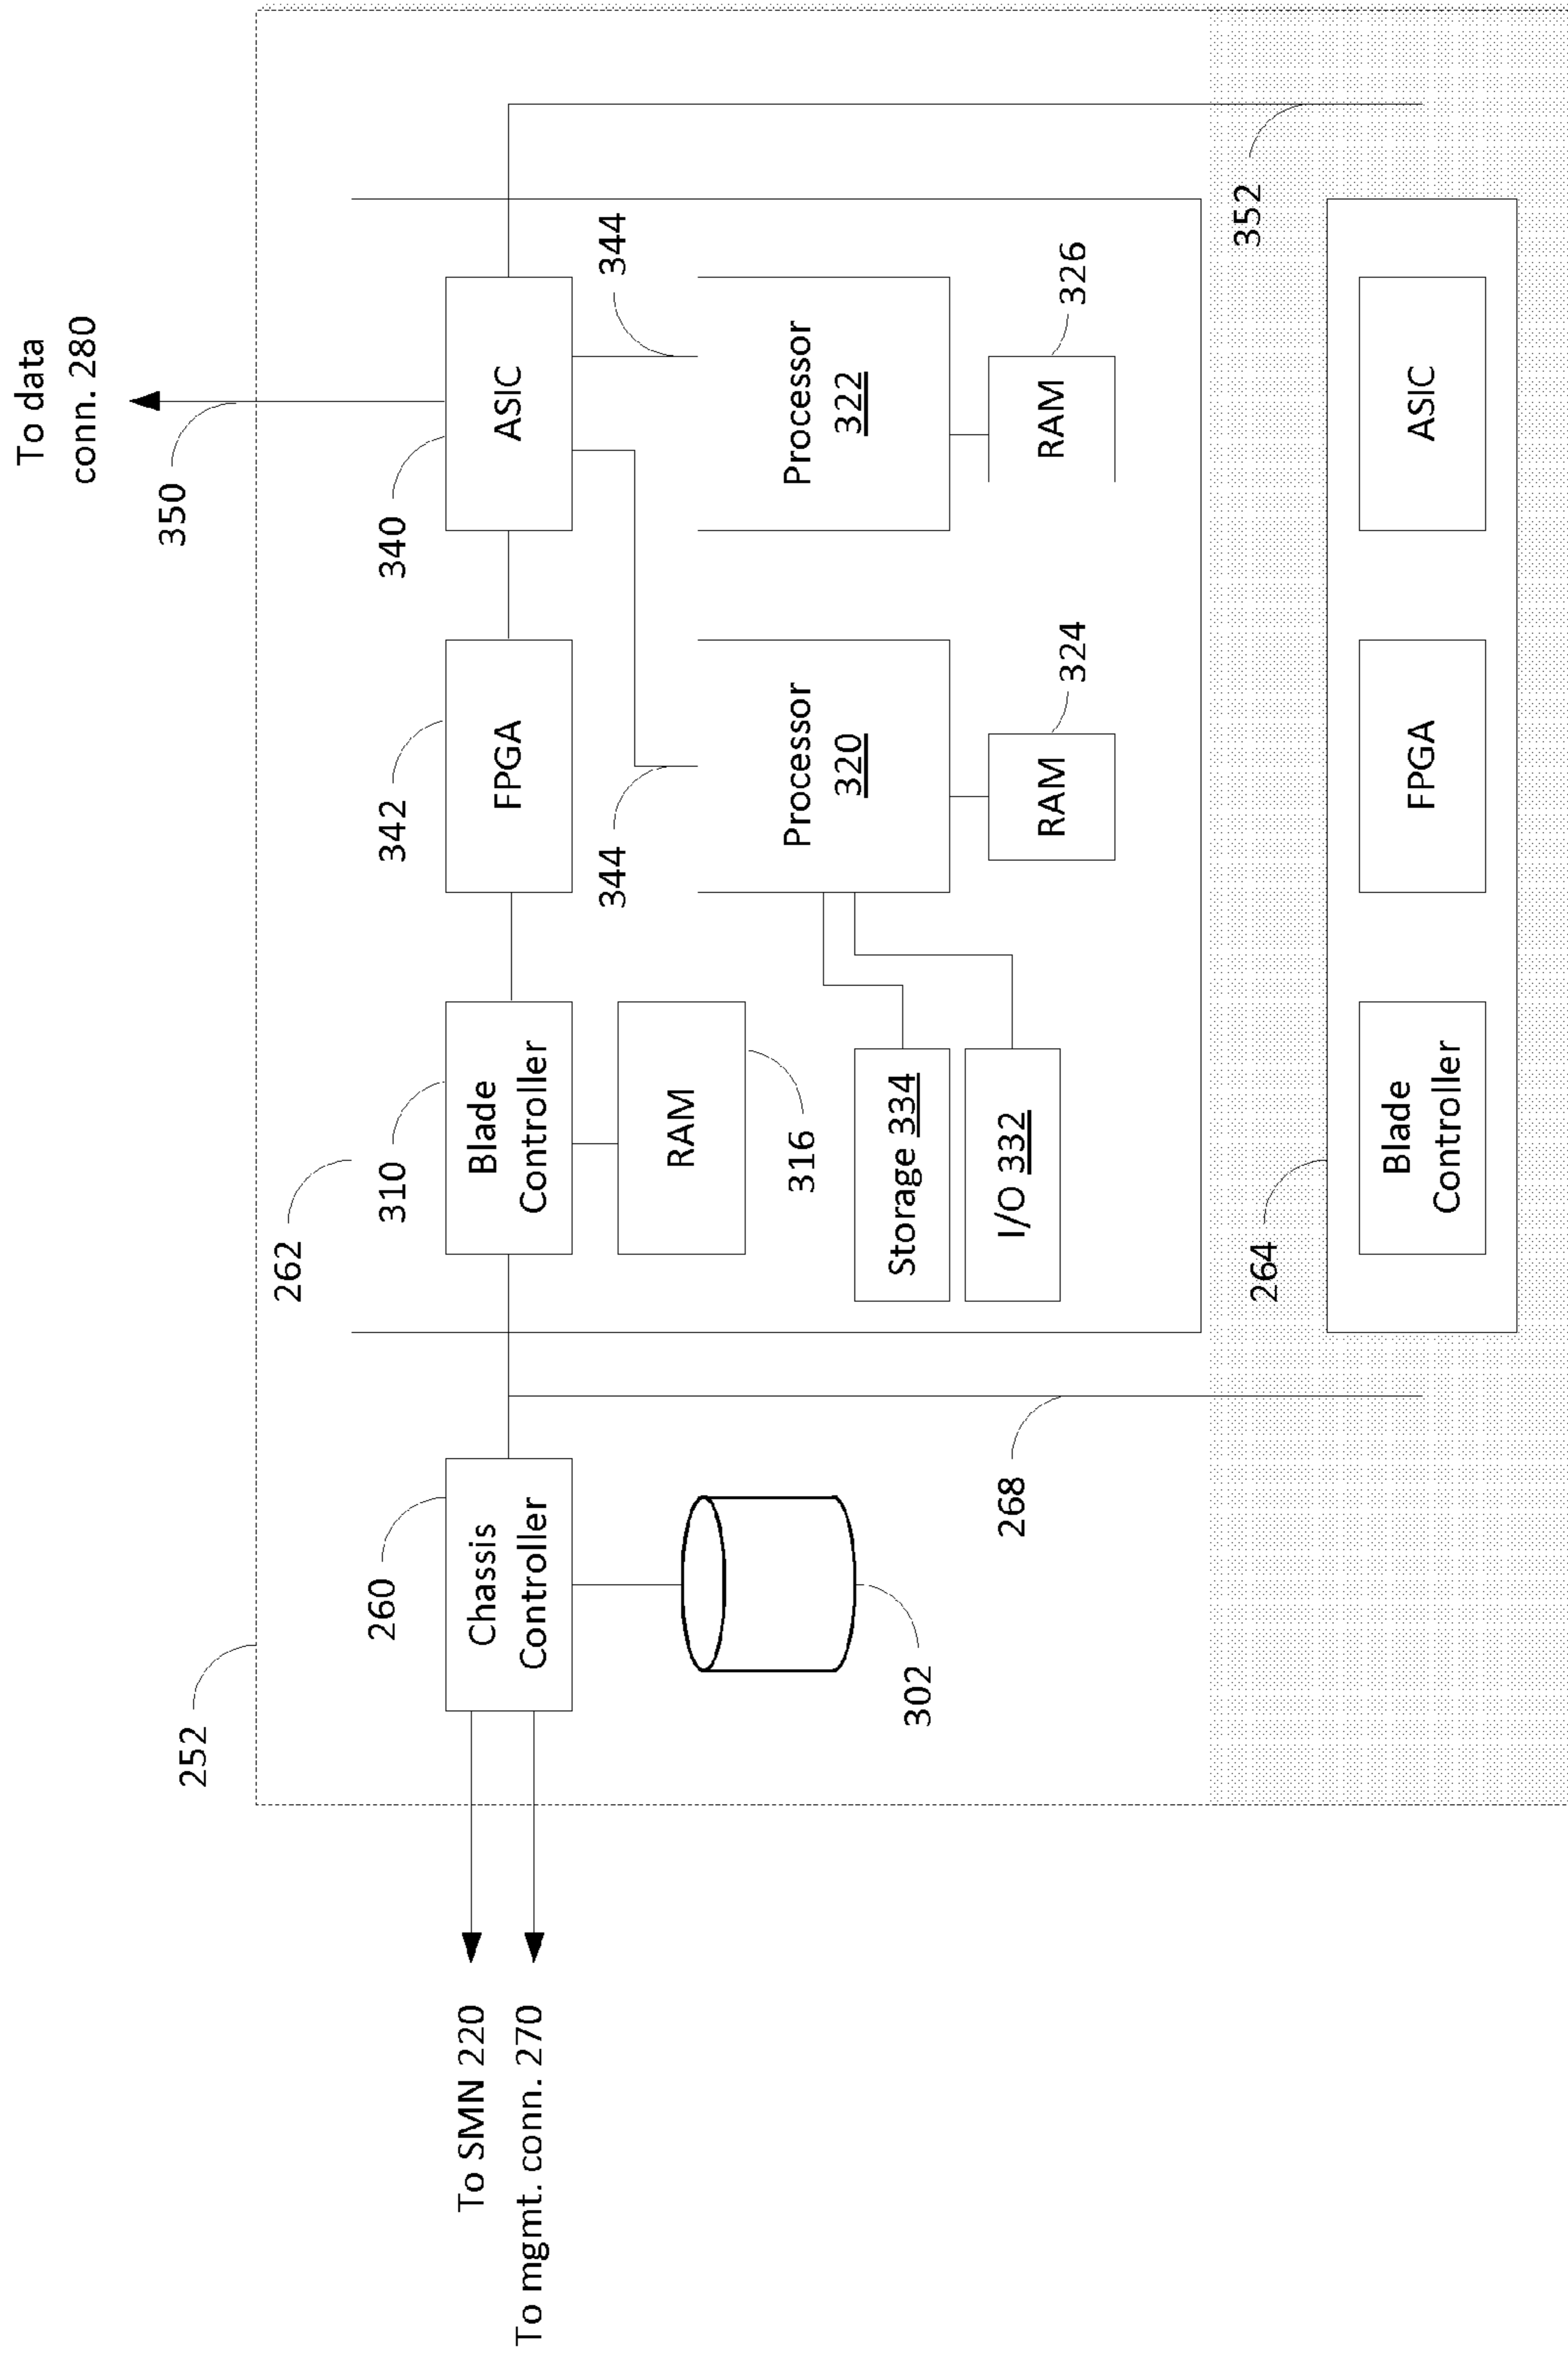 To data
conn. 280
350
252
262
260
310
342
340
To SMN 220
To mgmt. conn. 270
Chassis
Controller
Blade
Controller
FPGA
ASIC
344
344
RAM
316
Processor
320
Processor
322
Storage 334
I/O 332
302
268
RAM
324
RAM
326
352
264
Blade
Controller
FPGA
ASIC